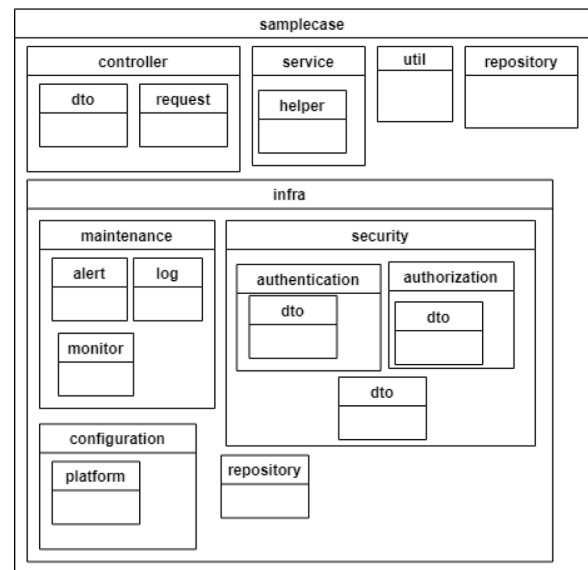 samplecase
controller
service
util
repository
dto
request
helper
infra
maintenance
security
alert
log
authentication
authorization
dto
dto
monitor
dto
configuration
platform
repository